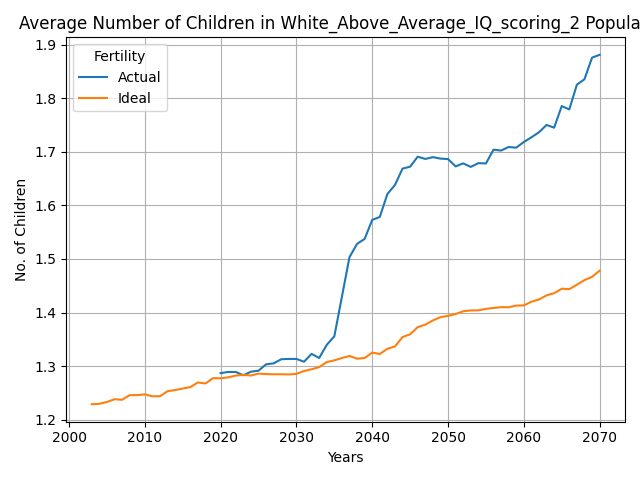 Average Number of Children in White_Above_Average_IQ_scoring_2 Popula
Fertility
Actual
Ideal
No. of Children
1.9
1.8
1.7
1.6
1.5
1.4
1.3
1.2
2000 2010 2020 2030 2040 2050 2060 2070
Years